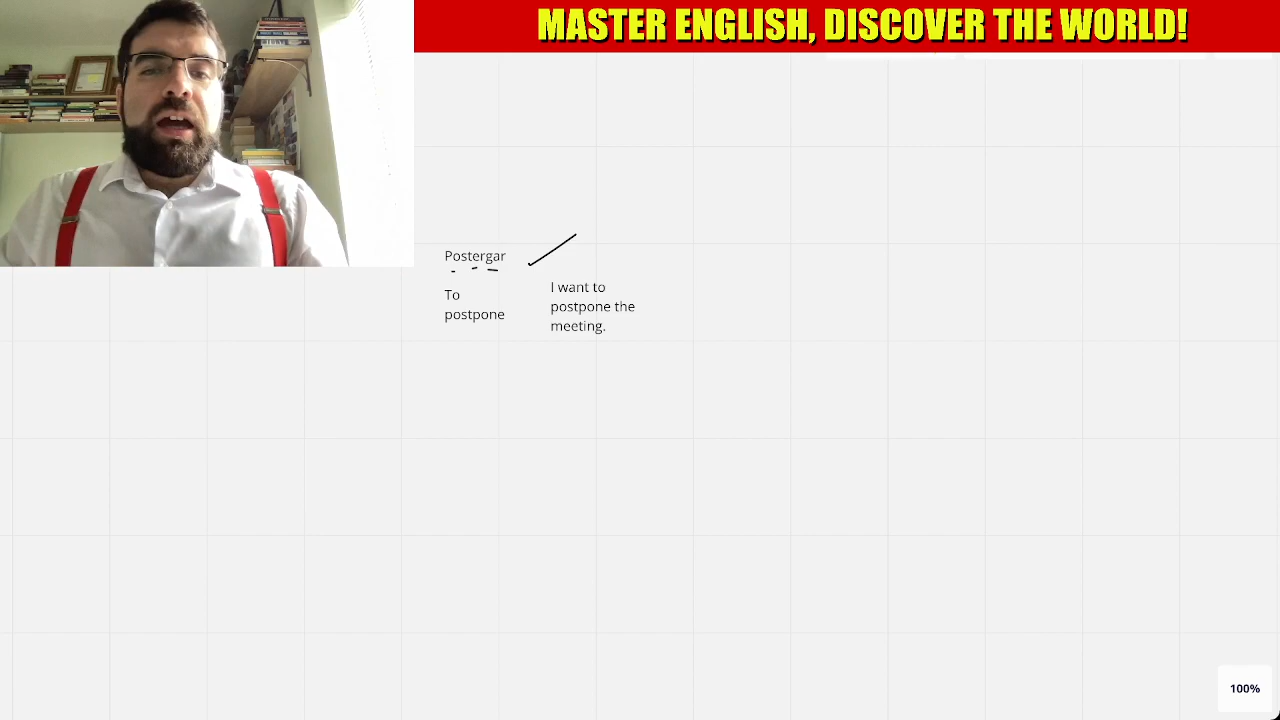 MASTER ENGLISH, DISCOVER THE WORLD!
Postergar
To
postpone
I want to
postpone the
meeting.
100%